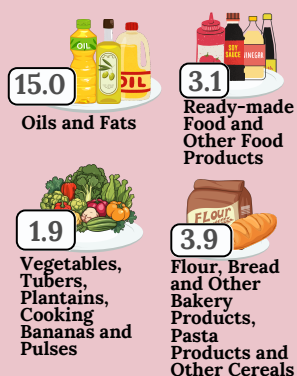 OIL
OIL
15.0
Oils and Fats
SOY
SAUCE
VINEGAR
3.1
Ready-made
Food and
Other Food
Products
1.9
Vegetables,
Tubers,
Plantains,
Cooking
Bananas and
Pulses
FLOUR
3.9
Flour, Bread
and Other
Bakery
Products,
Pasta
Products and
Other Cereals